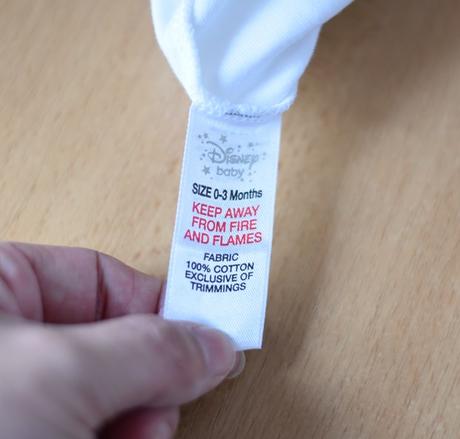 Disney
baby
SIZE 0-3 Months
KEEP AWAY
FROM FIRE
AND FLAMES
FABRIC
100% COTTON
EXCLUSIVE OF
TRIMMINGS